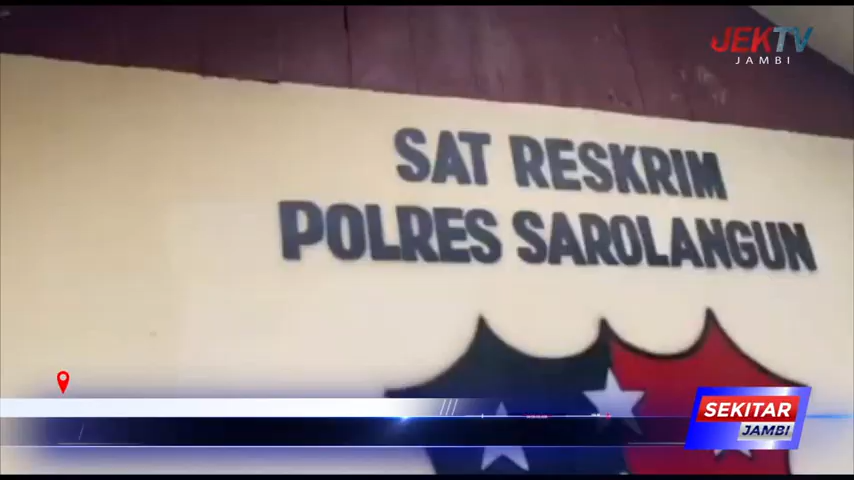 JEKTV
JAMBI
SAT RESKRIM
POLRES SAROLANGUN
SEKITAR
JAMBI